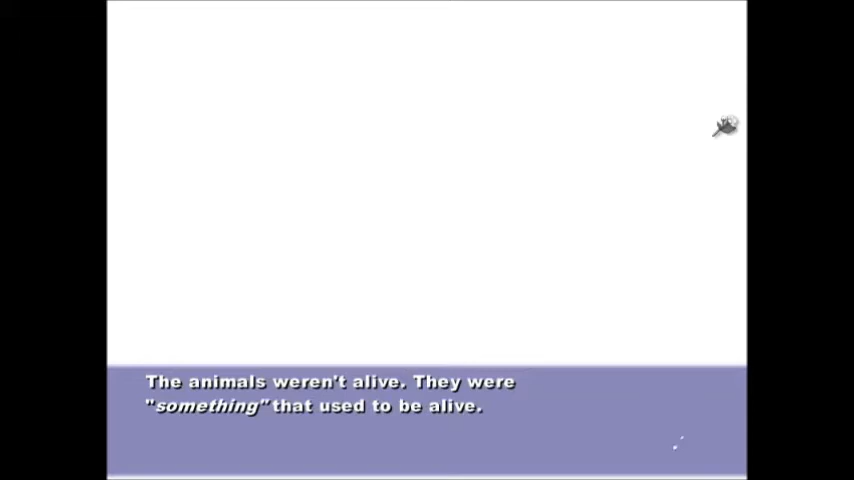 The animals weren't alive. They were
"something" that used to be alive.